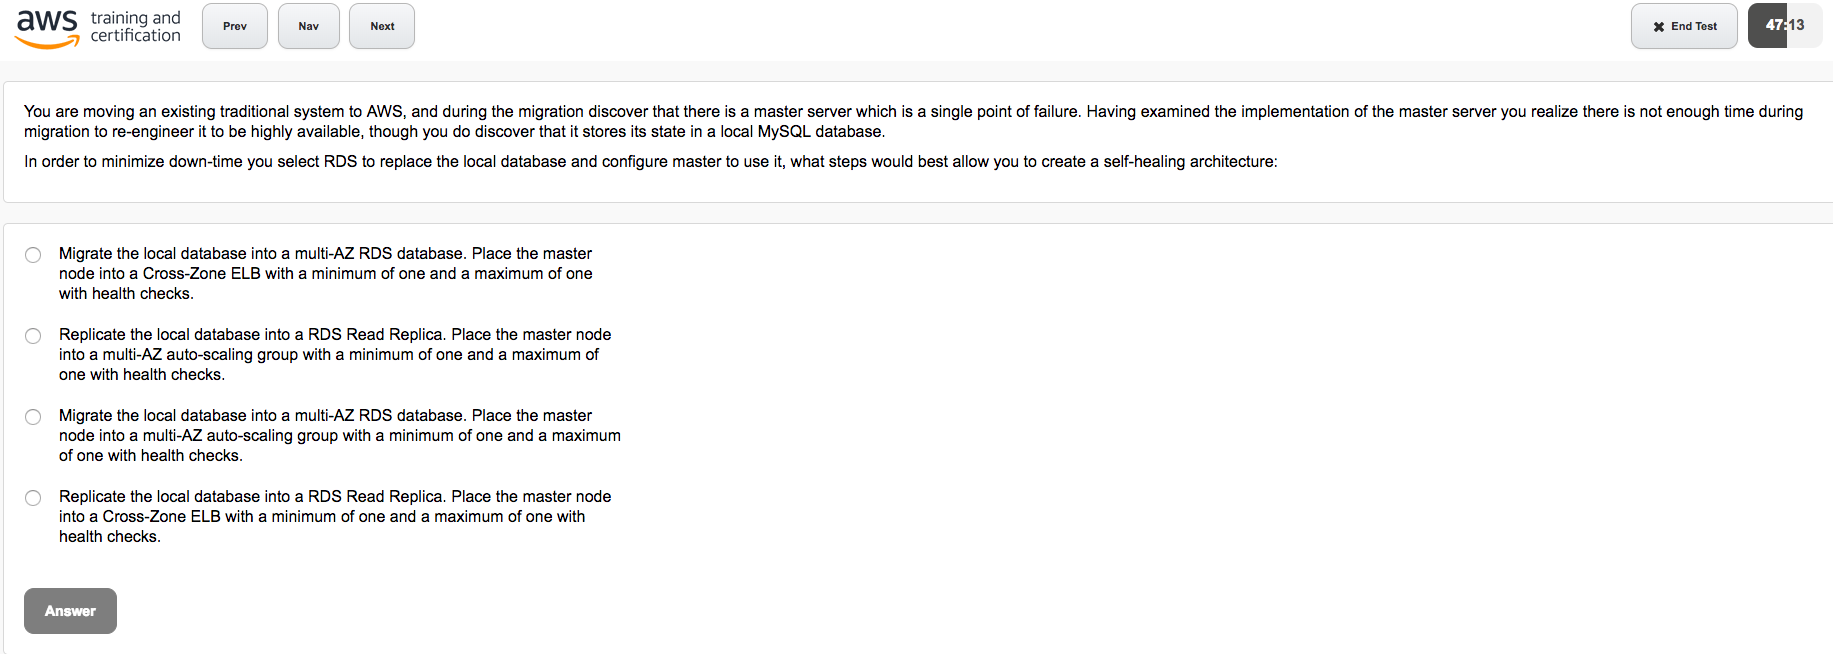 aws training and certification
Prev
Nav
Next
✖ End Test
47:13
You are moving an existing traditional system to AWS, and during the migration discover that there is a master server which is a single point of failure. Having examined the implementation of the master server you realize there is not enough time during
migration to re-engineer it to be highly available, though you do discover that it stores its state in a local MySQL database.
In order to minimize down-time you select RDS to replace the local database and configure master to use it, what steps would best allow you to create a self-healing architecture:
Migrate the local database into a multi-AZ RDS database. Place the master
node into a Cross-Zone ELB with a minimum of one and a maximum of one
with health checks.
Replicate the local database into a RDS Read Replica. Place the master node
into a multi-AZ auto-scaling group with a minimum of one and a maximum of
one with health checks.
Migrate the local database into a multi-AZ RDS database. Place the master
node into a multi-AZ auto-scaling group with a minimum of one and a maximum
of one with health checks.
Replicate the local database into a RDS Read Replica. Place the master node
into a Cross-Zone ELB with a minimum of one and a maximum of one with
health checks.
Answer